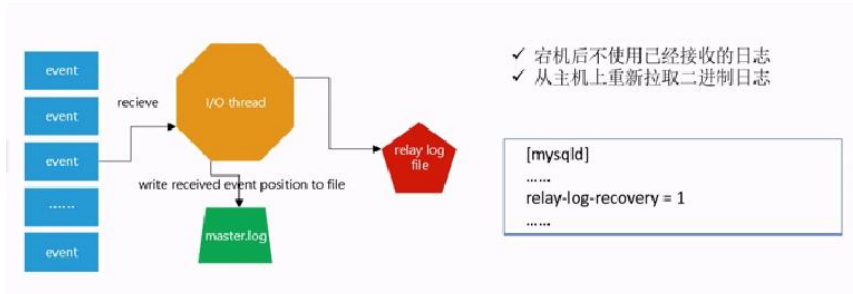 event
event
event
······
event
recieve
I/O thread
write received event position to file
master.log
relay log
file
✓ 宕机后不使用已经接收的日志
✓ 从主机上重新拉取二进制日志
[mysqld]
……
relay-log-recovery = 1
……